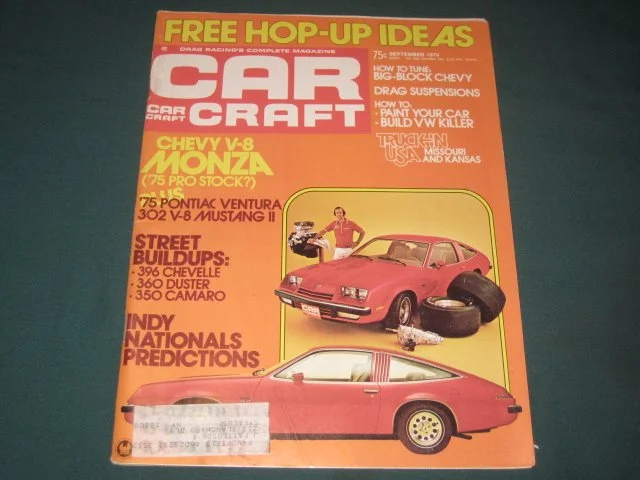 FREE HOP-UP IDEAS
DRAG RACING'S COMPLETE MAGAZINE
CAR
CRAFT
CAR
CRAFT
75¢ SEPTEMBER 1974
HOW TO TUNE:
BIG-BLOCK CHEVY
DRAG SUSPENSIONS
HOW TO:
• PAINT YOUR CAR
• BUILD VW KILLER
TRUCKIN'
USA MISSOURI
AND KANSAS
CHEVY V-8
MONZA
('75 PRO STOCK?)
PLUS
'75 PONTIAC VENTURA
302 V-8 MUSTANG II
STREET
BUILDUPS:
• 396 CHEVELLE
• 360 DUSTER
• 350 CAMARO
INDY
NATIONALS
PREDICTIONS